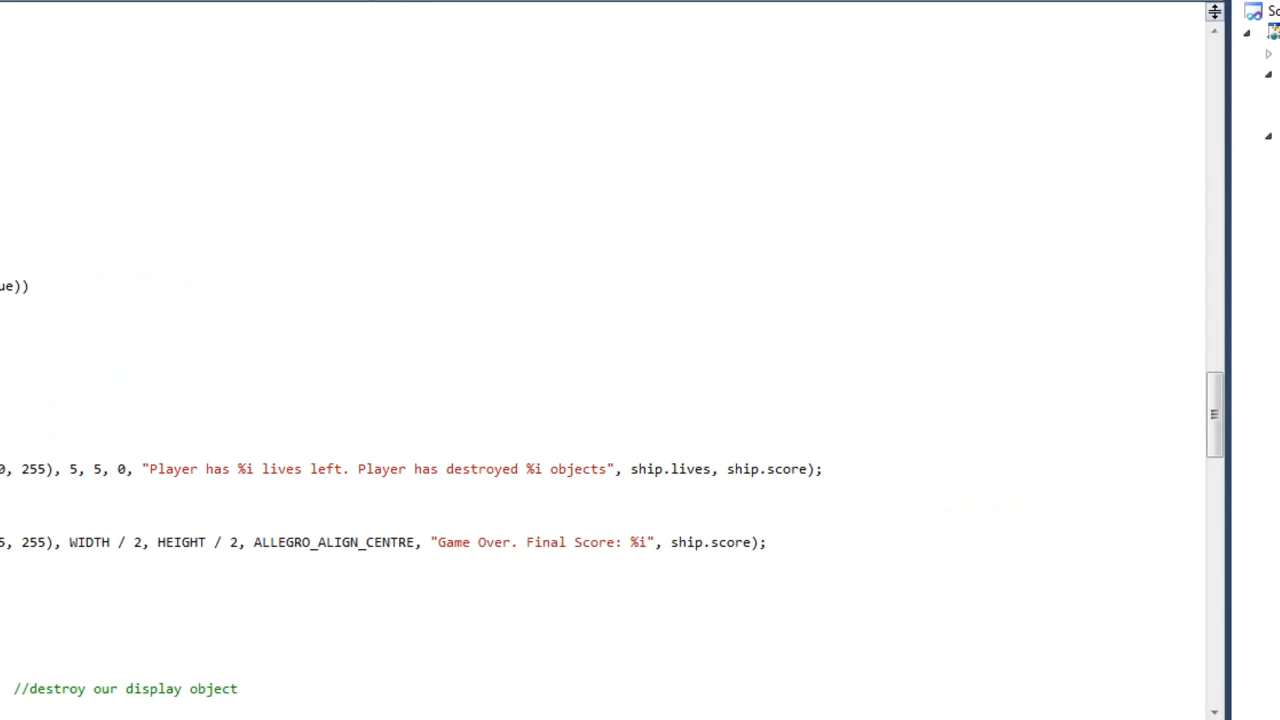 So
ue))
0, 255), 5, 5, 0, "Player has %i lives left. Player has destroyed %i objects", ship.lives, ship.score);
5, 255), WIDTH / 2, HEIGHT / 2, ALLEGRO_ALIGN_CENTRE, "Game Over. Final Score: %i", ship.score);
//destroy our display object